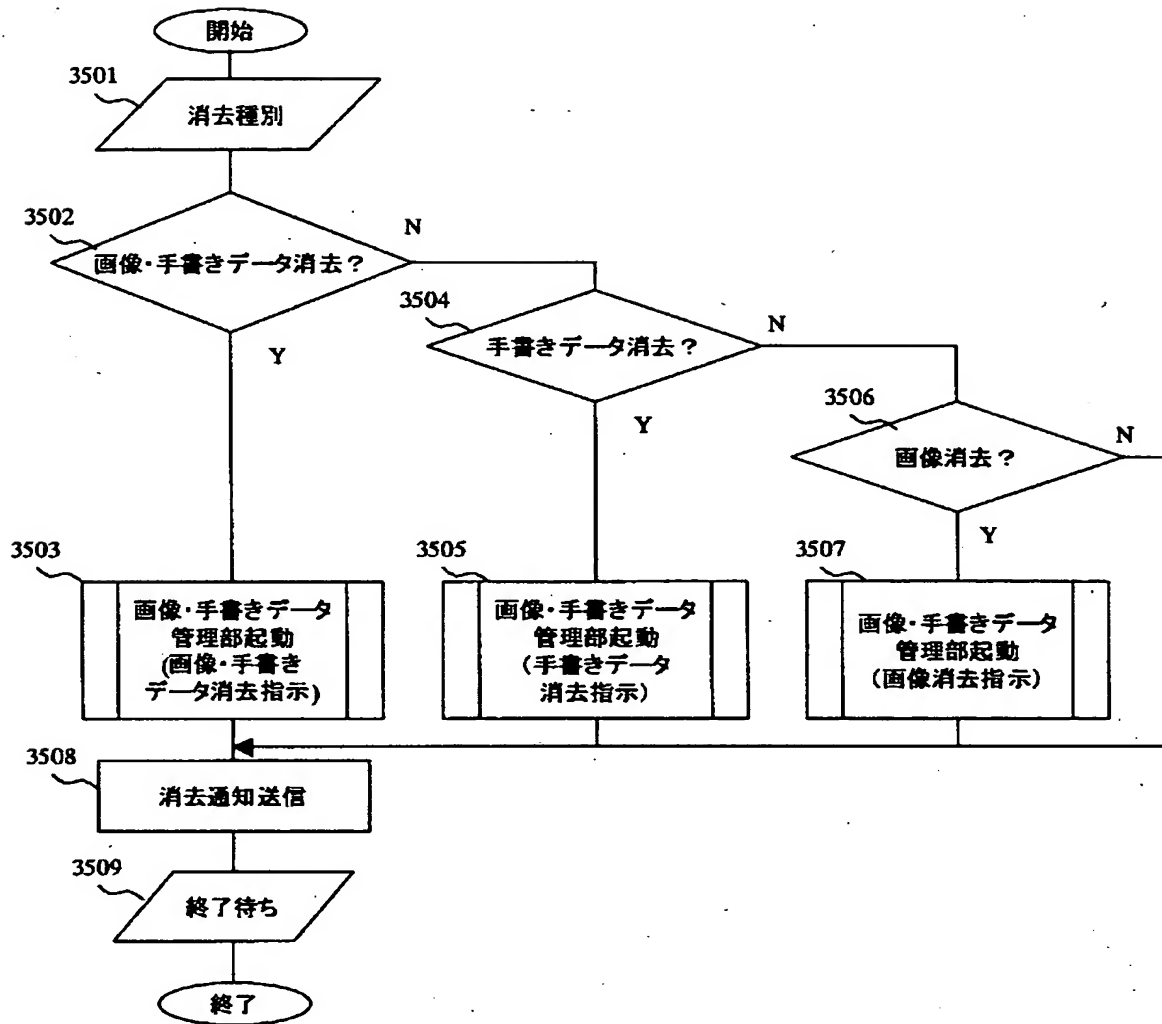 開始
3501
消去種別
3502
画像・手書きデータ消去?
N
Y
3504
手書きデータ消去?
N
Y
3506
画像消去?
N
Y
3503
画像・手書きデータ
管理部起動
(画像・手書き
データ消去指示)
3505
画像・手書きデータ
管理部起動
(手書きデータ
消去指示)
3507
画像・手書きデータ
管理部起動
(画像消去指示)
3508
消去通知送信
3509
終了待ち
終了